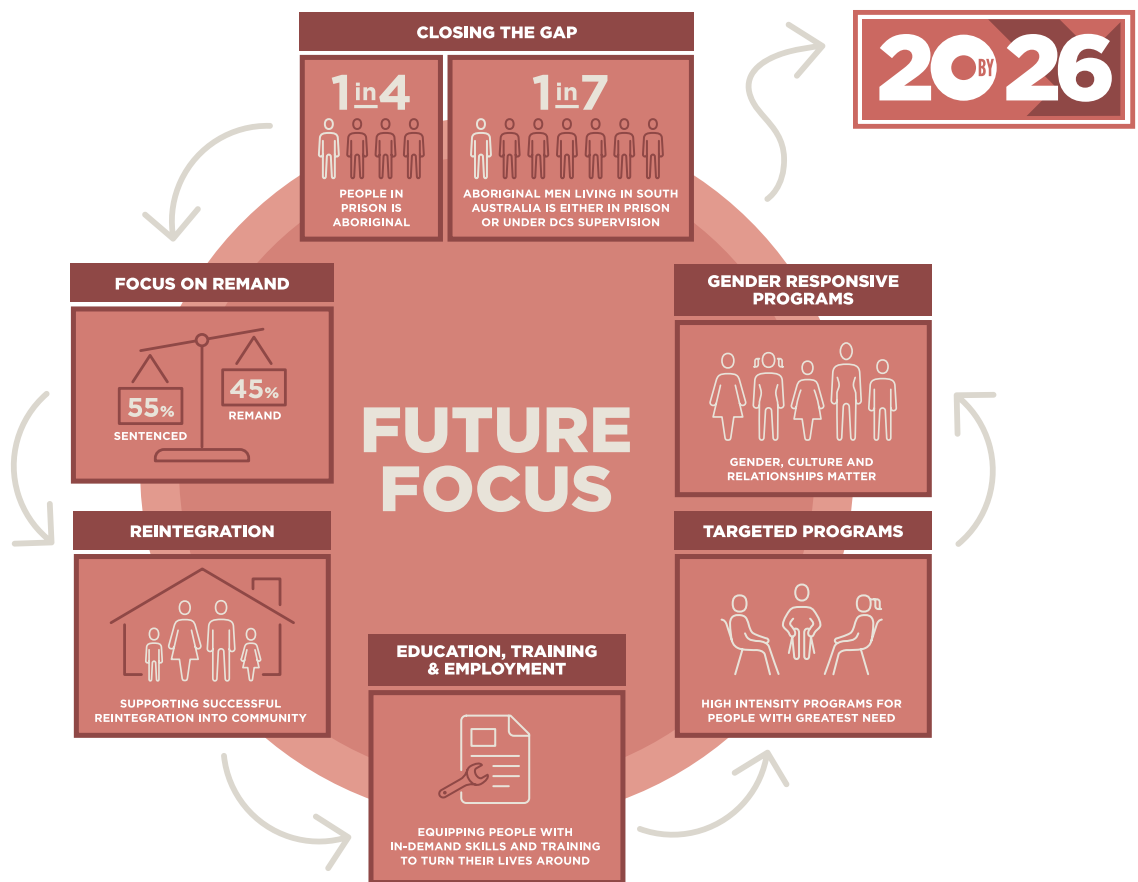 CLOSING THE GAP
1 in 4
PEOPLE IN
PRISON IS
ABORIGINAL
1 in 7
ABORIGINAL MEN LIVING IN SOUTH
AUSTRALIA IS EITHER IN PRISON
OR UNDER DCS SUPERVISION
20 BY 26
FOCUS ON REMAND
55%
SENTENCED
45%
REMAND
REINTEGRATION
SUPPORTING SUCCESSFUL
REINTEGRATION INTO COMMUNITY
EDUCATION, TRAINING
& EMPLOYMENT
EQUIPPING PEOPLE WITH
IN-DEMAND SKILLS AND TRAINING
TO TURN THEIR LIVES AROUND
TARGETED PROGRAMS
HIGH INTENSITY PROGRAMS FOR
PEOPLE WITH GREATEST NEED
GENDER RESPONSIVE
PROGRAMS
GENDER, CULTURE AND
RELATIONSHIPS MATTER
FUTURE
FOCUS